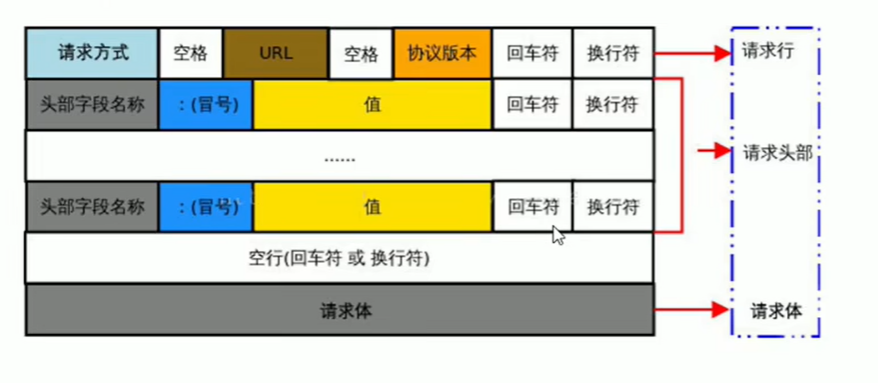 请求方式 空格 URL 空格 协议版本 回车符 换行符 请求行
头部字段名称 :(冒号) 值 回车符 换行符
...... 请求头部
头部字段名称 :(冒号) 值 回车符 换行符
空行(回车符 或 换行符)
请求体 请求体